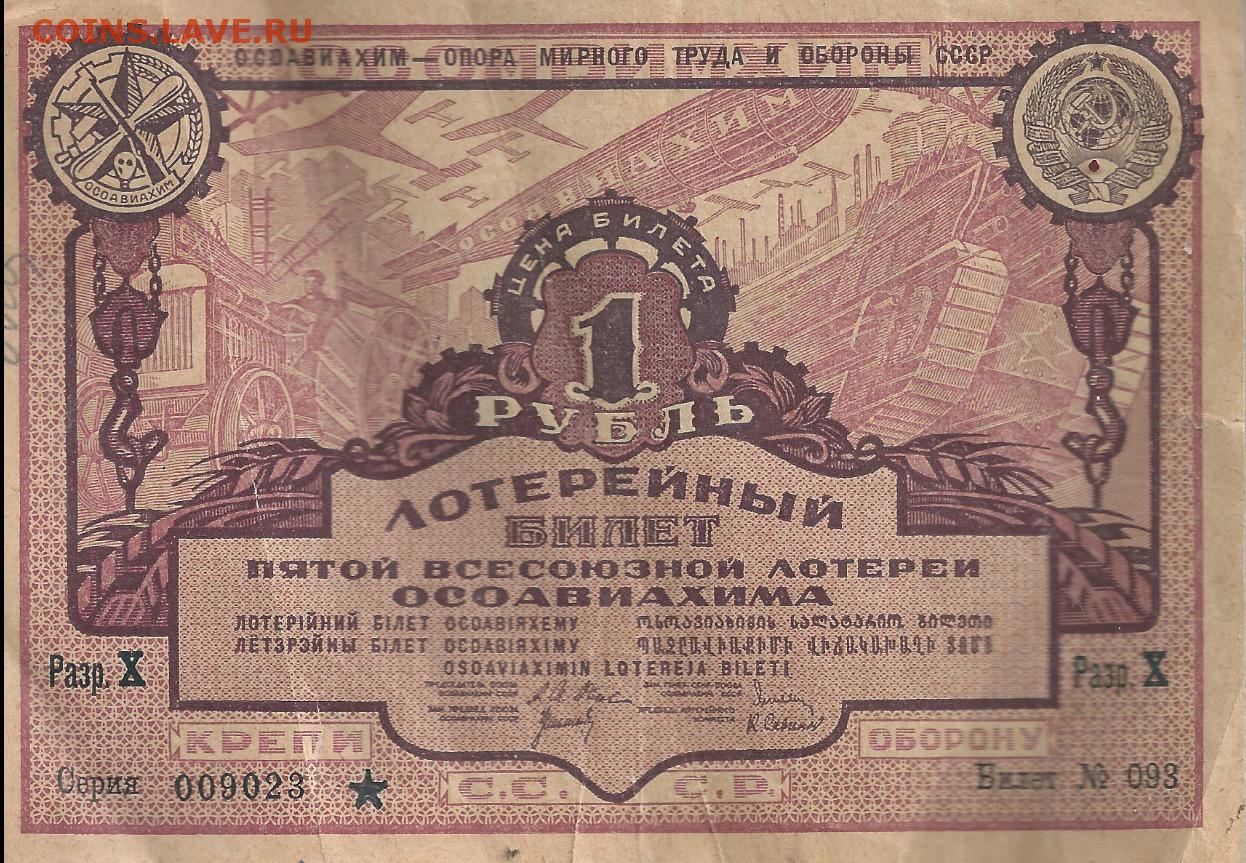 COINS.LAVE.RU
ОСОАВИАХИМ—ОПОРА МИРНОГО ТРУДА И ОБОРОНЫ СССР
ОСОАВИАХИМ
ОСОАВИАХИМ
ЦЕНА БИЛЕТА
1
РУБЛЬ
ЛОТЕРЕЙНЫЙ
БИЛЕТ
ПЯТОЙ ВСЕСОЮЗНОЙ ЛОТЕРЕИ
ОСОАВИАХИМА
ЛОТЕРІЙНИЙ БІЛЕТ ОСОАВІЯХЕМУ
ЛЁТЭРЭЙНЫ БІЛЕТ ОСОАВІЯХІМУ
OSOAVIAXIMIN LOTEREJA BILETI
Разр. X
Разр. X
КРЕПИ ОБОРОНУ
С.С. С.Р.
Серия 009023
Билет № 093